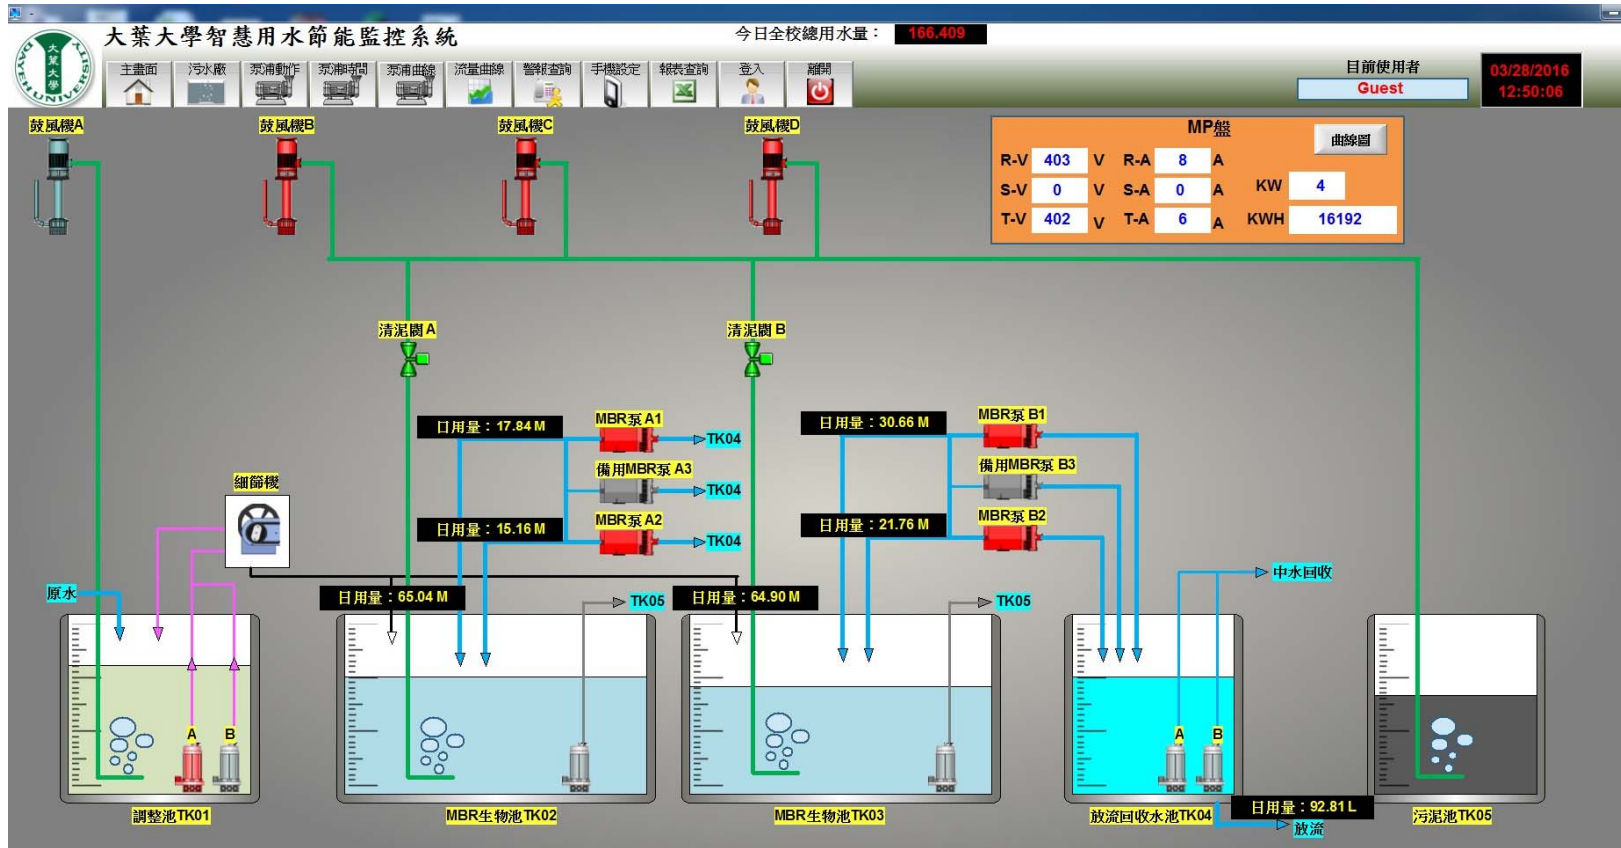 大葉大學智慧用水節能監控系統
今日全校總用水量：
166.409
大葉大學
DAYEH UNIVERSITY
主畫面
污水廠
泵浦動作
泵浦時間
泵浦曲線
流量曲線
警報查詢
手機設定
報表查詢
登入
離開
目前使用者
Guest
03/28/2016
12:50:06
鼓風機A
鼓風機B
鼓風機C
鼓風機D
MP盤
曲線圖
R-V 403 V R-A 8 A
S-V 0 V S-A 0 A KW 4
T-V 402 V T-A 6 A KWH 16192
清泥閥 A
清泥閥 B
日用量：17.84 M
MBR泵 A1
TK04
備用MBR泵 A3
TK04
日用量：15.16 M
MBR泵 A2
TK04
日用量：30.66 M
MBR泵 B1
備用MBR泵 B3
日用量：21.76 M
MBR泵 B2
細篩機
原水
日用量：65.04 M
TK05
日用量：64.90 M
TK05
中水回收
A
B
A
B
調整池TK01
MBR生物池TK02
MBR生物池TK03
放流回收水池TK04
日用量：92.81 L
放流
污泥池TK05